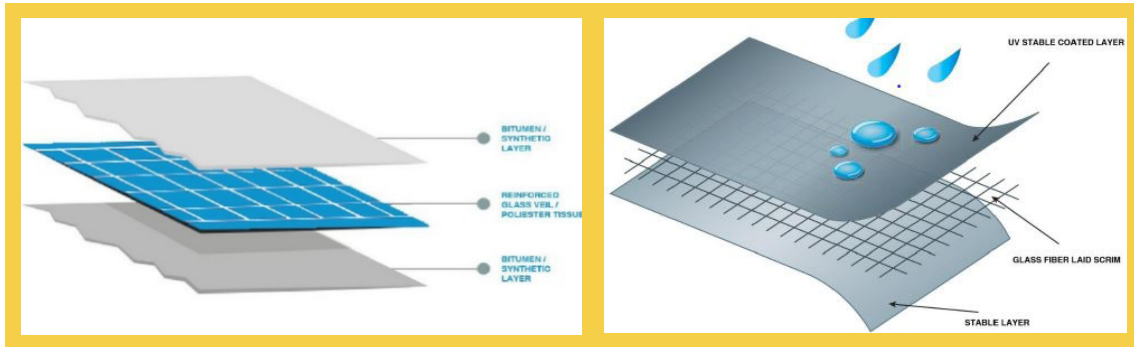 BITUMEN /
SYNTHETIC
LAYER
REINFORCED
GLASS VEIL /
POLIESTER TISSUE
BITUMEN /
SYNTHETIC
LAYER
UV STABLE COATED LAYER
GLASS FIBER LAID SCRIM
STABLE LAYER